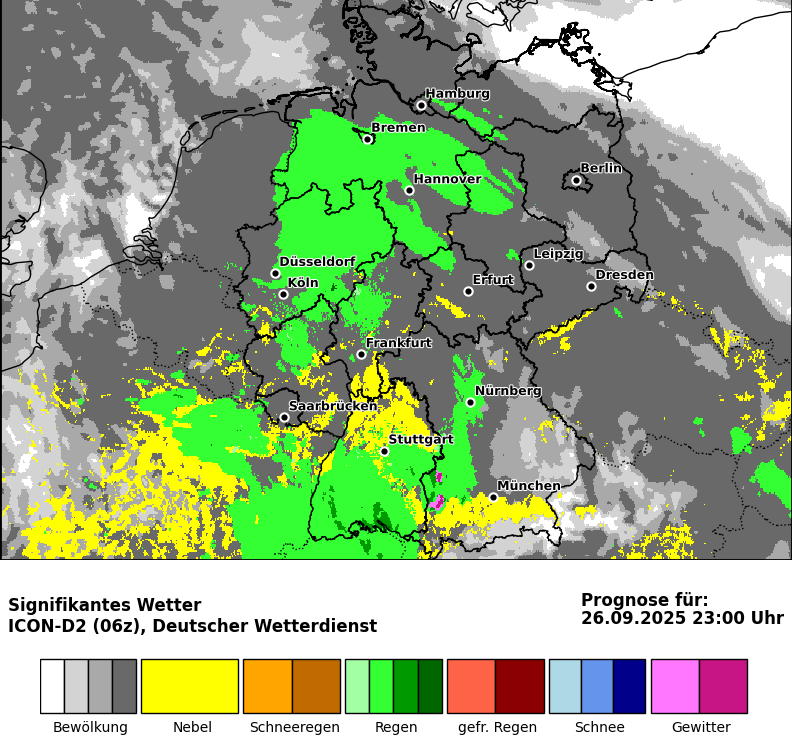 Hamburg
Bremen
Berlin
Hannover
Leipzig
Düsseldorf
Dresden
Köln
Erfurt
Frankfurt
Nürnberg
Saarbrücken
Stuttgart
München
Signifikantes Wetter
ICON-D2 (06z), Deutscher Wetterdienst
Prognose für:
26.09.2025 23:00 Uhr
Bewölkung Nebel Schneeregen Regen gefr. Regen Schnee Gewitter